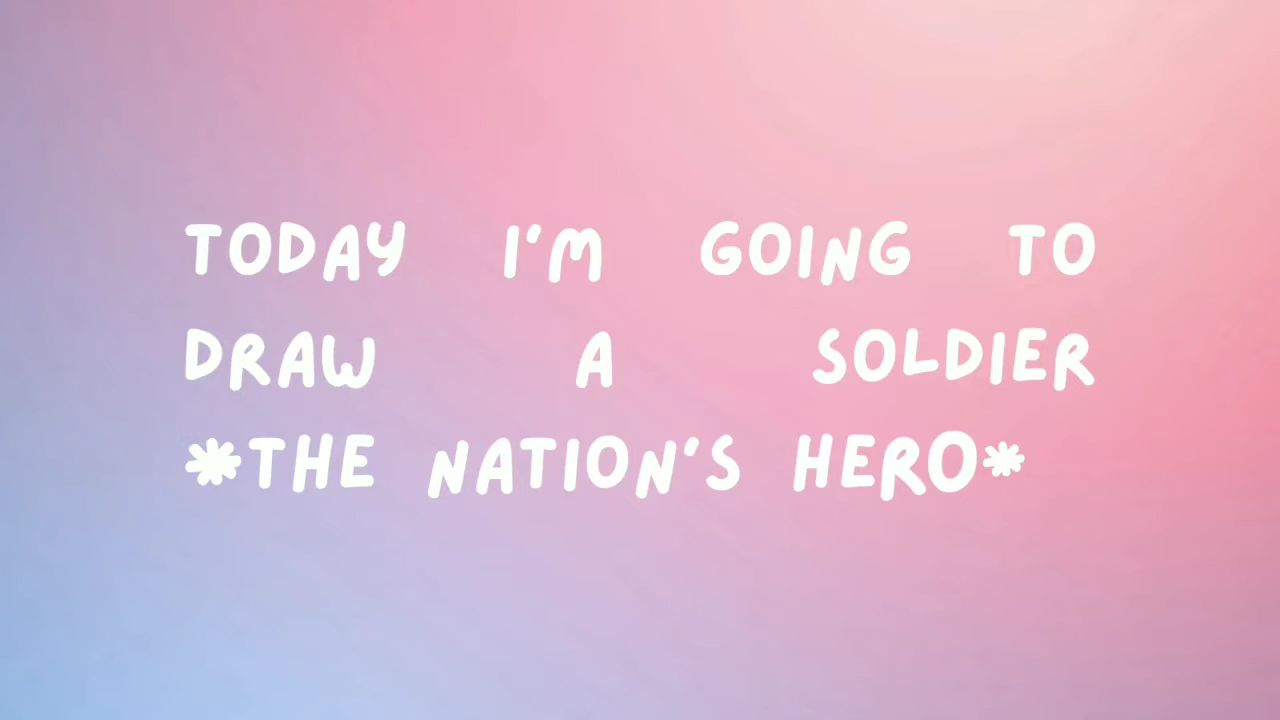 TODAY I'M GOING TO
DRAW A SOLDIER
*THE NATION'S HERO*